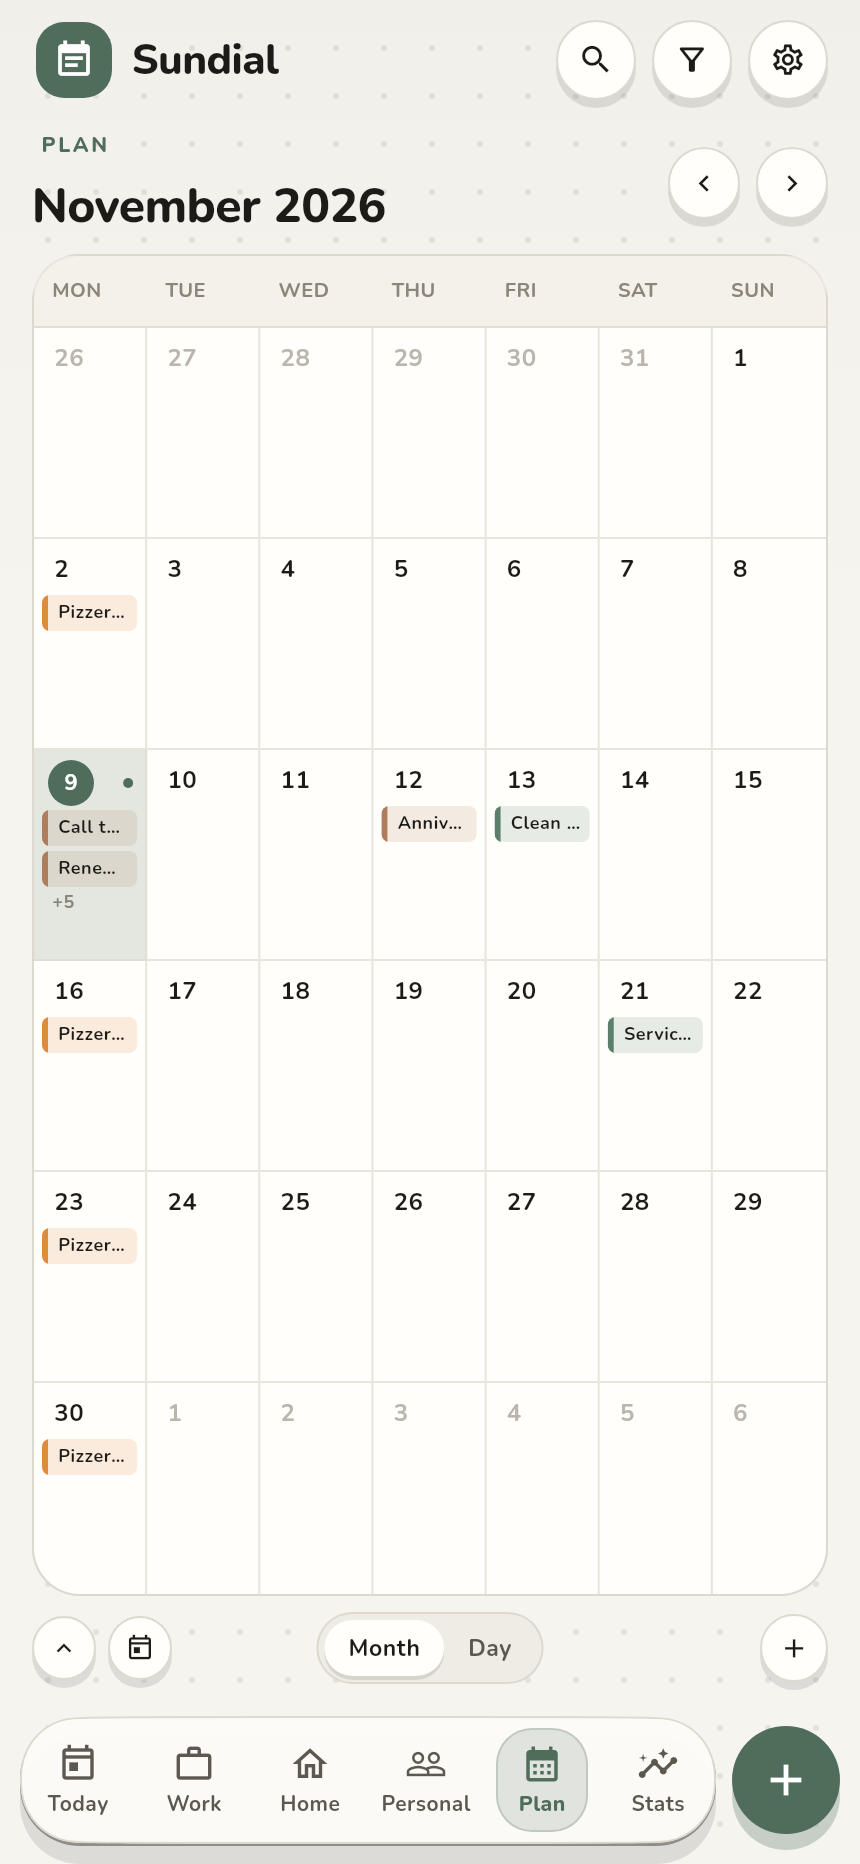 Sundial
PLAN
November 2026
MON TUE WED THU FRI SAT SUN
26 27 28 29 30 31 1
2 3 4 5 6 7 8
Pizzer...
9 10 11 12 13 14 15
Call t... Anniv... Clean ...
Rene...
+5
16 17 18 19 20 21 22
Pizzer... Servic...
23 24 25 26 27 28 29
Pizzer...
30 1 2 3 4 5 6
Pizzer...
Month Day
Today Work Home Personal Plan Stats